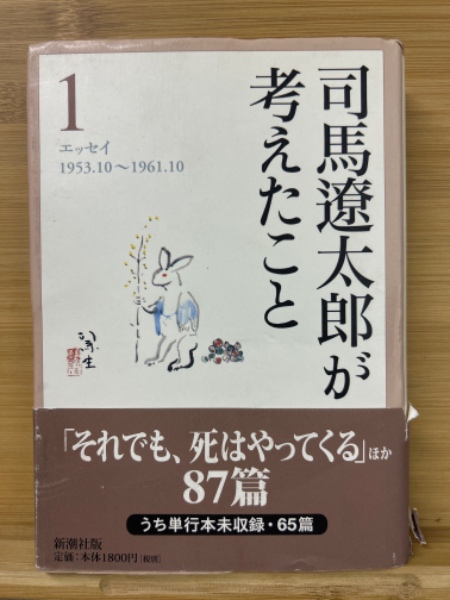 司馬遼太郎が
考えたこと
1
エッセイ
1953.10〜1961.10
「それでも、死はやってくる」ほか
87篇
うち単行本未収録・65篇
新潮社版
定価：本体1800円［税別］